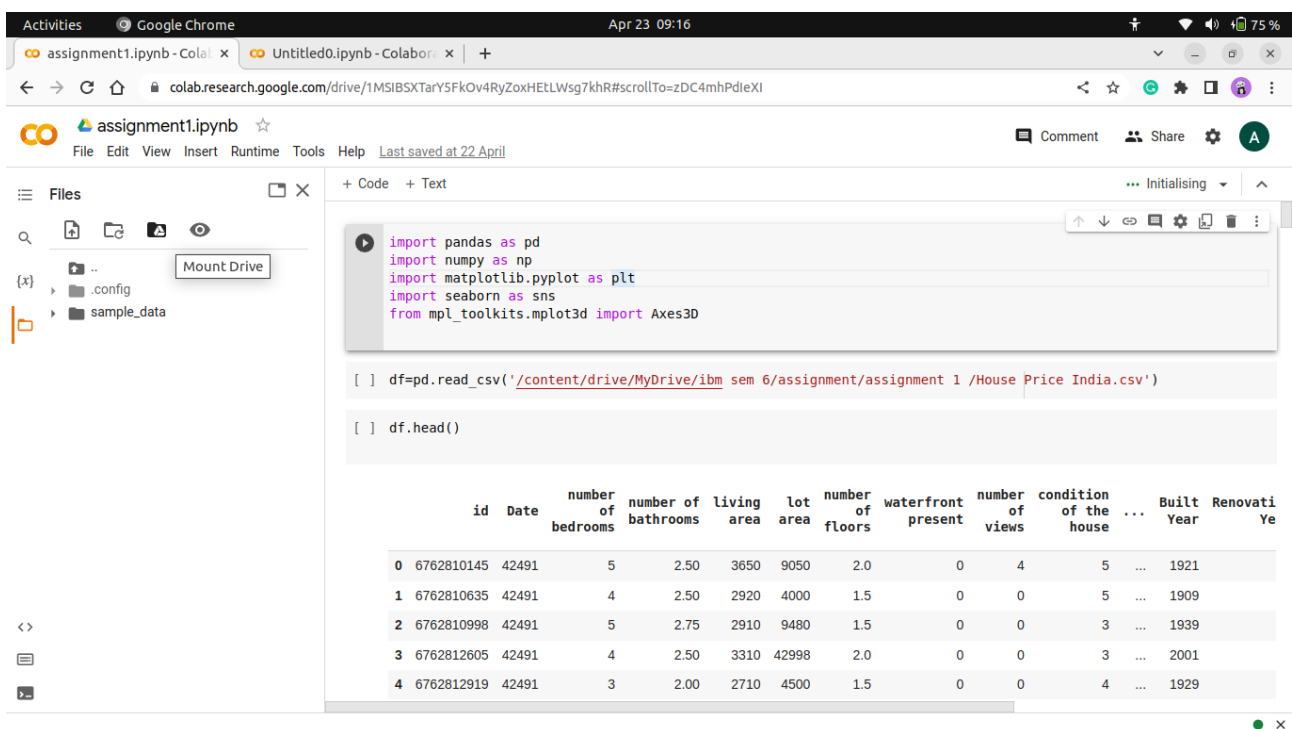 Activities Google Chrome Apr 23 09:16 75 %
assignment1.ipynb - Colab Untitled0.ipynb - Colabora
colab.research.google.com/drive/1MSIBSXTarY5FkOv4RyZoxHEtLWsg7khR#scrollTo=zDC4mhPdIeXI
assignment1.ipynb
Comment Share A
File Edit View Insert Runtime Tools Help Last saved at 22 April
Files
+ Code + Text
Initialising
..
Mount Drive
{x}
.config
sample_data
import pandas as pd
import numpy as np
import matplotlib.pyplot as plt
import seaborn as sns
from mpl_toolkits.mplot3d import Axes3D
[ ] df=pd.read_csv('/content/drive/MyDrive/ibm sem 6/assignment/assignment 1 /House Price India.csv')
[ ] df.head()
id Date number of bedrooms number of bathrooms living area lot area number of floors waterfront present number of views condition of the house ... Built Year Renovati Ye
0 6762810145 42491 5 2.50 3650 9050 2.0 0 4 5 ... 1921
1 6762810635 42491 4 2.50 2920 4000 1.5 0 0 5 ... 1909
2 6762810998 42491 5 2.75 2910 9480 1.5 0 0 3 ... 1939
3 6762812605 42491 4 2.50 3310 42998 2.0 0 0 3 ... 2001
4 6762812919 42491 3 2.00 2710 4500 1.5 0 0 4 ... 1929